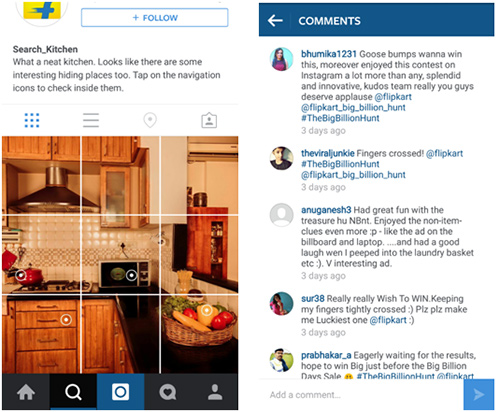 + FOLLOW
Search_Kitchen
What a neat kitchen. Looks like there are some
interesting hiding places too. Tap on the navigation
icons to check inside them.
COMMENTS
bhumika1231 Goose bumps wanna win
this, moreover enjoyed this contest on
Instagram a lot more than any, splendid
and innovative, kudos team really you guys
deserve applause @flipkart
@flipkart_big_billion_hunt
#TheBigBillionHunt
3 days ago
theviraljunkie Fingers crossed! @flipkart
#TheBigBillionHunt
@flipkart_big_billion_hunt
3 days ago
anuganesh3 Had great fun with the
treasure hu NBnt. Enjoyed the non-item-
clues even more :p - like the ad on the
billboard and laptop. ....and had a good
laugh wen I peeped into the laundry basket
etc :). V interesting ad.
3 days ago
sur38 Really really Wish To WIN.Keeping
my fingers tightly crossed :) Plz plz make
me Luckiest one @flipkart :)
3 days ago
prabhakar_a Eagerly waiting for the results,
hope to win Big just before the Big Billion
Days Sale 😃 #TheBigBillionHunt @flipkart
Add a comment...